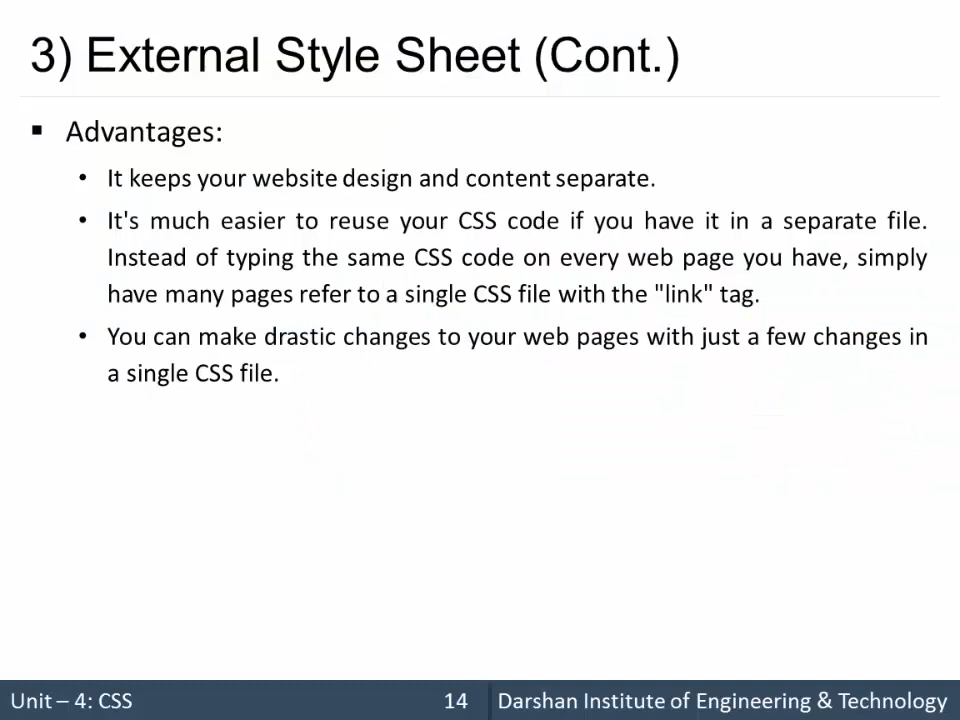 3) External Style Sheet (Cont.)
▪ Advantages:
• It keeps your website design and content separate.
• It's much easier to reuse your CSS code if you have it in a separate file.
Instead of typing the same CSS code on every web page you have, simply
have many pages refer to a single CSS file with the "link" tag.
• You can make drastic changes to your web pages with just a few changes in
a single CSS file.
Unit – 4: CSS 14 Darshan Institute of Engineering & Technology